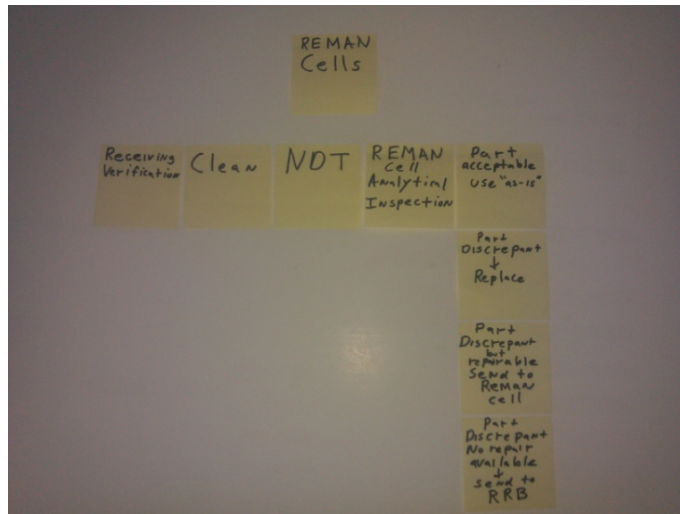 REMAN
Cells
Receiving
Verification
Clean
NDT
REMAN
Cell
Analytical
Inspection
Part
acceptable
use "as-is"
Part
Discrepant
↓
Replace
Part
Discrepant
but
repairable
Send to
Reman
cell
Part
Discrepant
No repair
available
↓
send to
RRB